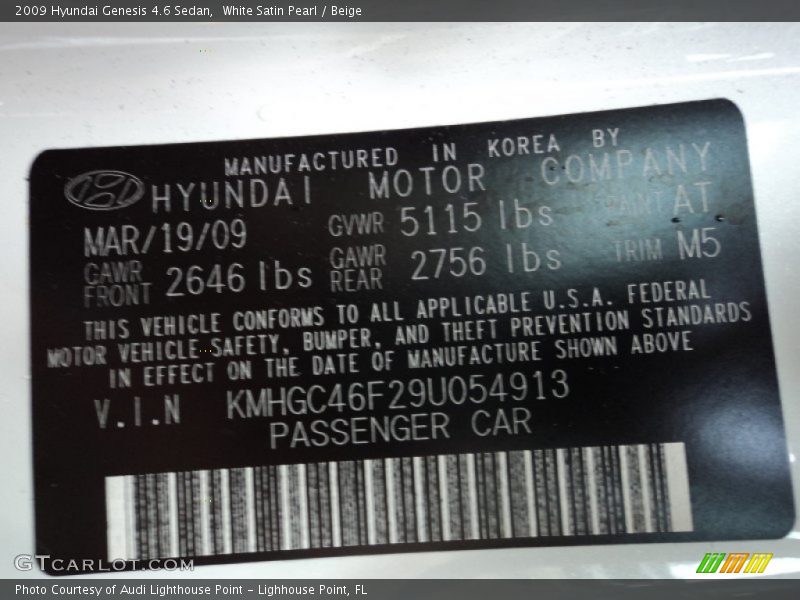 2009 Hyundai Genesis 4.6 Sedan,  White Satin Pearl / Beige
MANUFACTURED IN KOREA BY
HYUNDAI MOTOR COMPANY
MAR/19/09 GVWR 5115 lbs PAINT AT
GAWR FRONT 2646 lbs GAWR REAR 2756 lbs TRIM M5
THIS VEHICLE CONFORMS TO ALL APPLICABLE U.S.A. FEDERAL
MOTOR VEHICLE SAFETY, BUMPER, AND THEFT PREVENTION STANDARDS
IN EFFECT ON THE DATE OF MANUFACTURE SHOWN ABOVE
V.I.N KMHGC46F29U054913
PASSENGER CAR
GTCARLOT.COM
Photo Courtesy of Audi Lighthouse Point - Lighhouse Point, FL